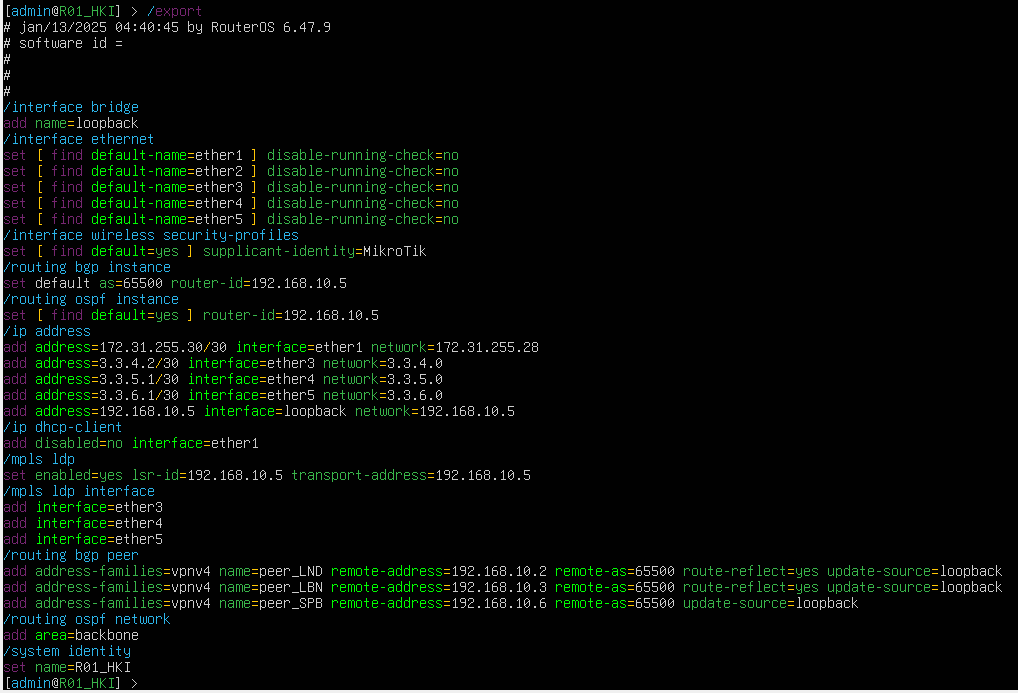 [admin@R01_HKI] > /export
# jan/13/2025 04:40:45 by RouterOS 6.47.9
# software id =
#
#
#
/interface bridge
add name=loopback
/interface ethernet
set [ find default-name=ether1 ] disable-running-check=no
set [ find default-name=ether2 ] disable-running-check=no
set [ find default-name=ether3 ] disable-running-check=no
set [ find default-name=ether4 ] disable-running-check=no
set [ find default-name=ether5 ] disable-running-check=no
/interface wireless security-profiles
set [ find default=yes ] supplicant-identity=MikroTik
/routing bgp instance
set default as=65500 router-id=192.168.10.5
/routing ospf instance
set [ find default=yes ] router-id=192.168.10.5
/ip address
add address=172.31.255.30/30 interface=ether1 network=172.31.255.28
add address=3.3.4.2/30 interface=ether3 network=3.3.4.0
add address=3.3.5.1/30 interface=ether4 network=3.3.5.0
add address=3.3.6.1/30 interface=ether5 network=3.3.6.0
add address=192.168.10.5 interface=loopback network=192.168.10.5
/ip dhcp-client
add disabled=no interface=ether1
/mpls ldp
set enabled=yes lsr-id=192.168.10.5 transport-address=192.168.10.5
/mpls ldp interface
add interface=ether3
add interface=ether4
add interface=ether5
/routing bgp peer
add address-families=vpnv4 name=peer_LND remote-address=192.168.10.2 remote-as=65500 route-reflect=yes update-source=loopback
add address-families=vpnv4 name=peer_LBN remote-address=192.168.10.3 remote-as=65500 route-reflect=yes update-source=loopback
add address-families=vpnv4 name=peer_SPB remote-address=192.168.10.6 remote-as=65500 update-source=loopback
/routing ospf network
add area=backbone
/system identity
set name=R01_HKI
[admin@R01_HKI] >